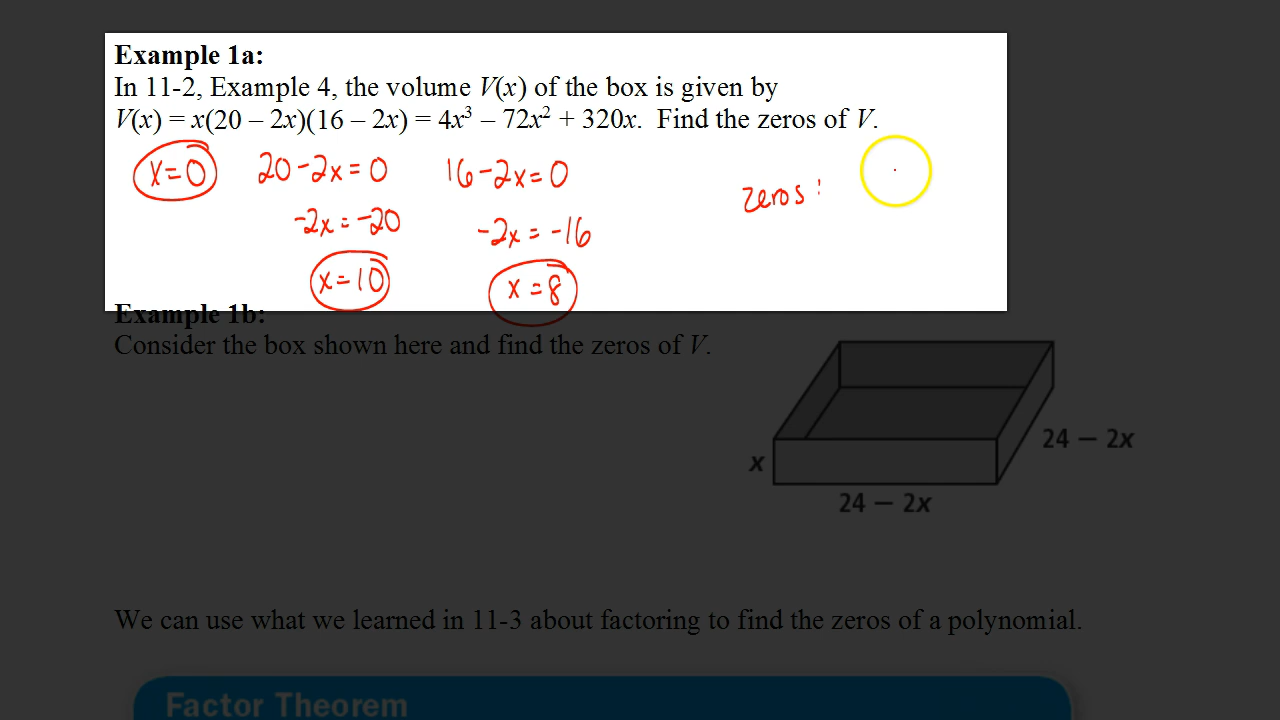 Example 1a:
In 11-2, Example 4, the volume V(x) of the box is given by
V(x) = x(20 – 2x)(16 – 2x) = 4x³ – 72x² + 320x. Find the zeros of V.
x=0 20-2x=0 16-2x=0
zeros:
-2x=-20 -2x=-16
x=10 x=8
Example 1b:
Consider the box shown here and find the zeros of V.
24 – 2x
x
24 – 2x
We can use what we learned in 11-3 about factoring to find the zeros of a polynomial.
Factor Theorem